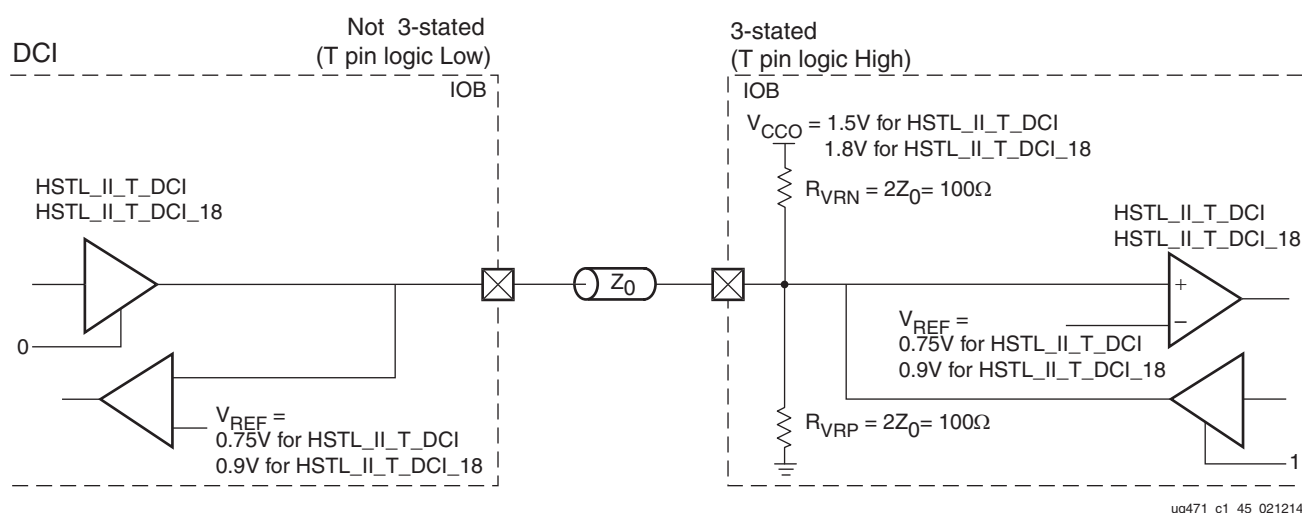 DCI
Not 3-stated
(T pin logic Low)
IOB
HSTL_II_T_DCI
HSTL_II_T_DCI_18
0
VREF =
0.75V for HSTL_II_T_DCI
0.9V for HSTL_II_T_DCI_18
Z0
3-stated
(T pin logic High)
IOB
VCCO = 1.5V for HSTL_II_T_DCI
1.8V for HSTL_II_T_DCI_18
RVRN = 2Z0= 100Ω
HSTL_II_T_DCI
HSTL_II_T_DCI_18
+
–
VREF =
0.75V for HSTL_II_T_DCI
0.9V for HSTL_II_T_DCI_18
RVRP = 2Z0= 100Ω
1
ug471_c1_45_021214